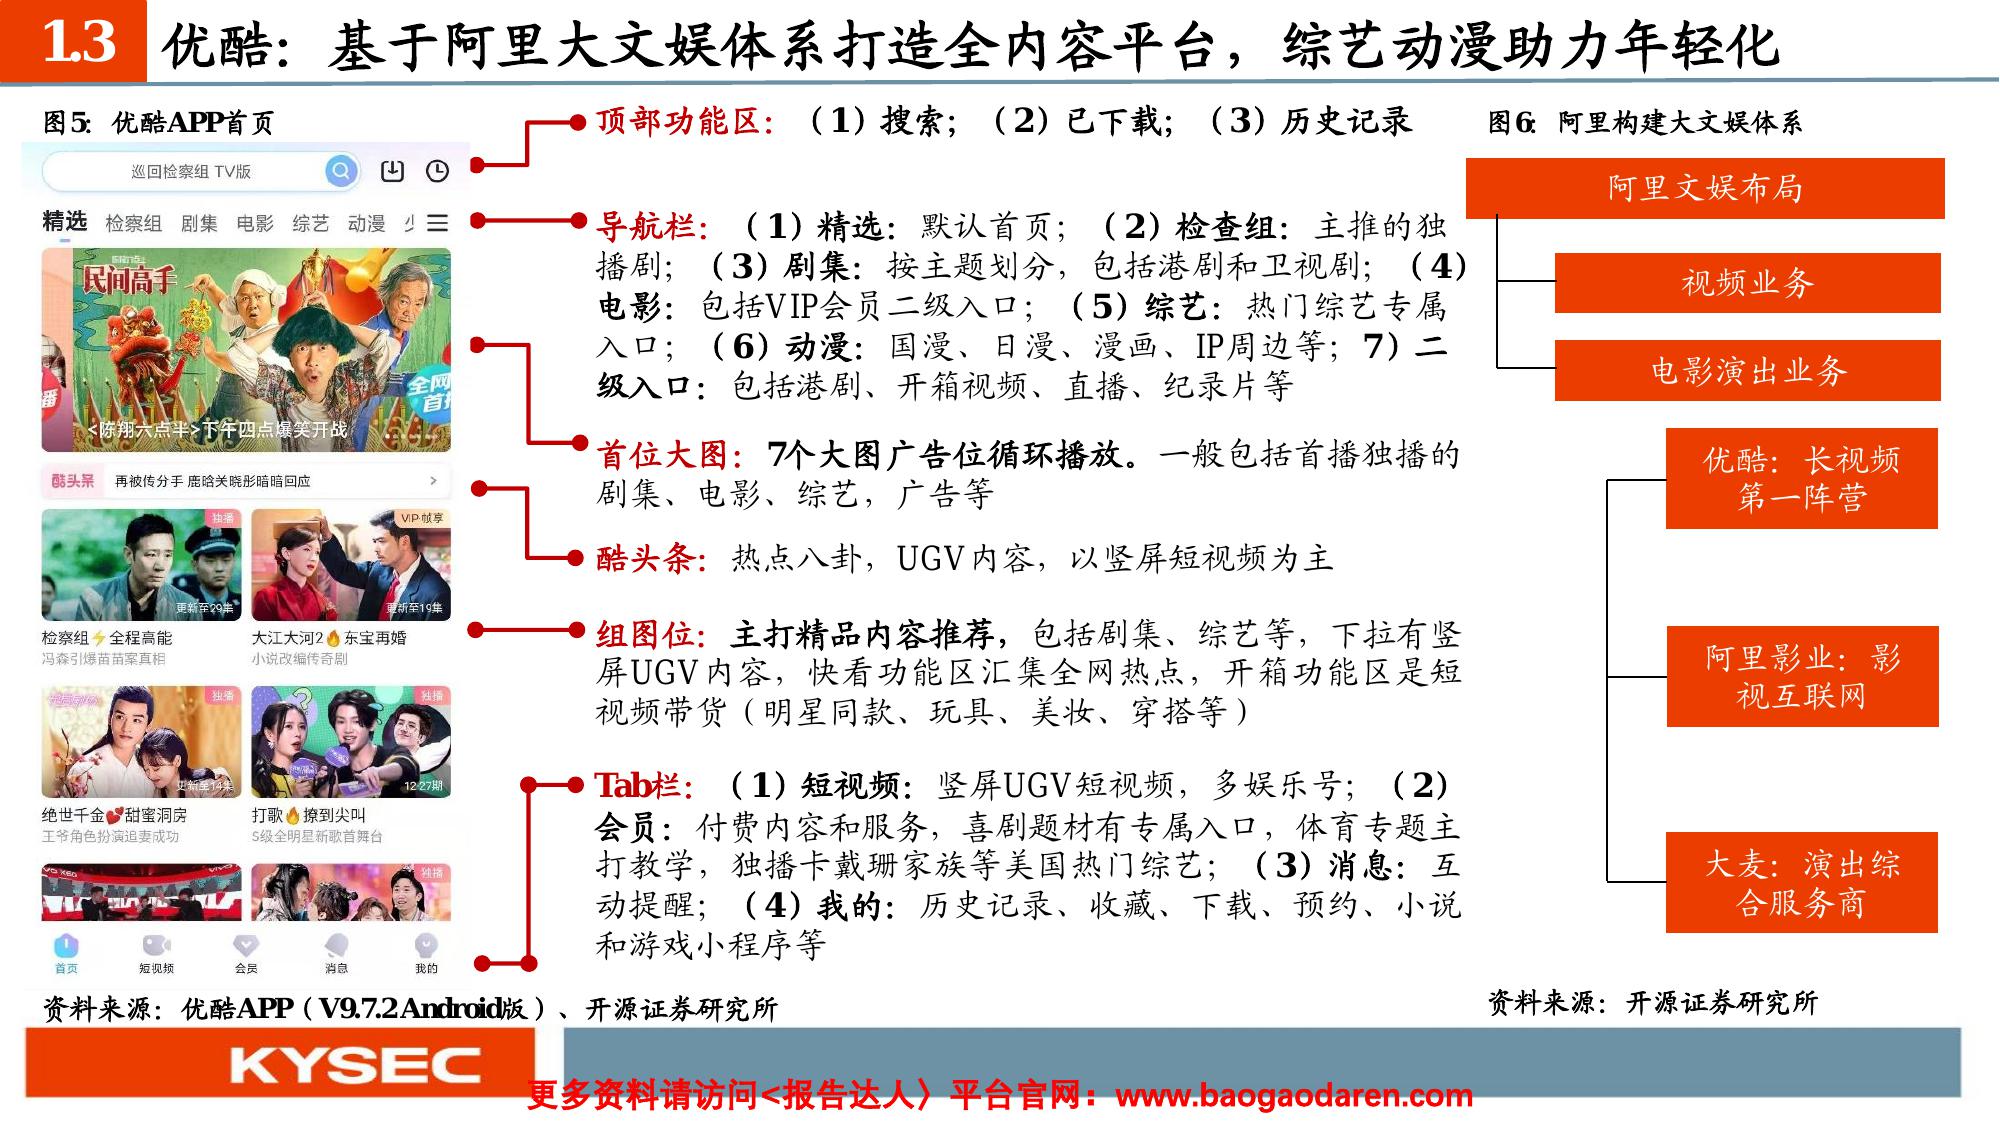 1.3 优酷：基于阿里大文娱体系打造全内容平台，综艺动漫助力年轻化
图5：优酷APP首页
巡回检察组 TV版
精选 检察组 剧集 电影 综艺 动漫
民间高手
全网
首播
<陈翔六点半>下午四点爆笑开战
酷头条 再被传分手 鹿晗关晓彤暗暗回应
独播
VIP·帧享
更新至29集
更新至19集
检察组⚡全程高能
冯森引爆苗苗案真相
大江大河2🔥东宝再婚
小说改编传奇剧
独播
独播
更新至14集
12-27期
绝世千金💕甜蜜洞房
王爷角色扮演追妻成功
打歌🔥撩到尖叫
S级全明星新歌首舞台
独播
首页 短视频 会员 消息 我的
资料来源：优酷APP（V9.7.2 Android版）、开源证券研究所
顶部功能区：（1）搜索；（2）已下载；（3）历史记录
导航栏：（1）精选：默认首页；（2）检查组：主推的独
播剧；（3）剧集：按主题划分，包括港剧和卫视剧；（4）
电影：包括VIP会员二级入口；（5）综艺：热门综艺专属
入口；（6）动漫：国漫、日漫、漫画、IP周边等；7）二
级入口：包括港剧、开箱视频、直播、纪录片等
首位大图：7个大图广告位循环播放。一般包括首播独播的
剧集、电影、综艺，广告等
酷头条：热点八卦，UGV内容，以竖屏短视频为主
组图位：主打精品内容推荐，包括剧集、综艺等，下拉有竖
屏UGV内容，快看功能区汇集全网热点，开箱功能区是短
视频带货（明星同款、玩具、美妆、穿搭等）
Tab栏：（1）短视频：竖屏UGV短视频，多娱乐号；（2）
会员：付费内容和服务，喜剧题材有专属入口，体育专题主
打教学，独播卡戴珊家族等美国热门综艺；（3）消息：互
动提醒；（4）我的：历史记录、收藏、下载、预约、小说
和游戏小程序等
图6：阿里构建大文娱体系
阿里文娱布局
视频业务
电影演出业务
优酷：长视频
第一阵营
阿里影业：影
视互联网
大麦：演出综
合服务商
资料来源：开源证券研究所
KYSEC
更多资料请访问<报告达人〉平台官网：www.baogaodaren.com